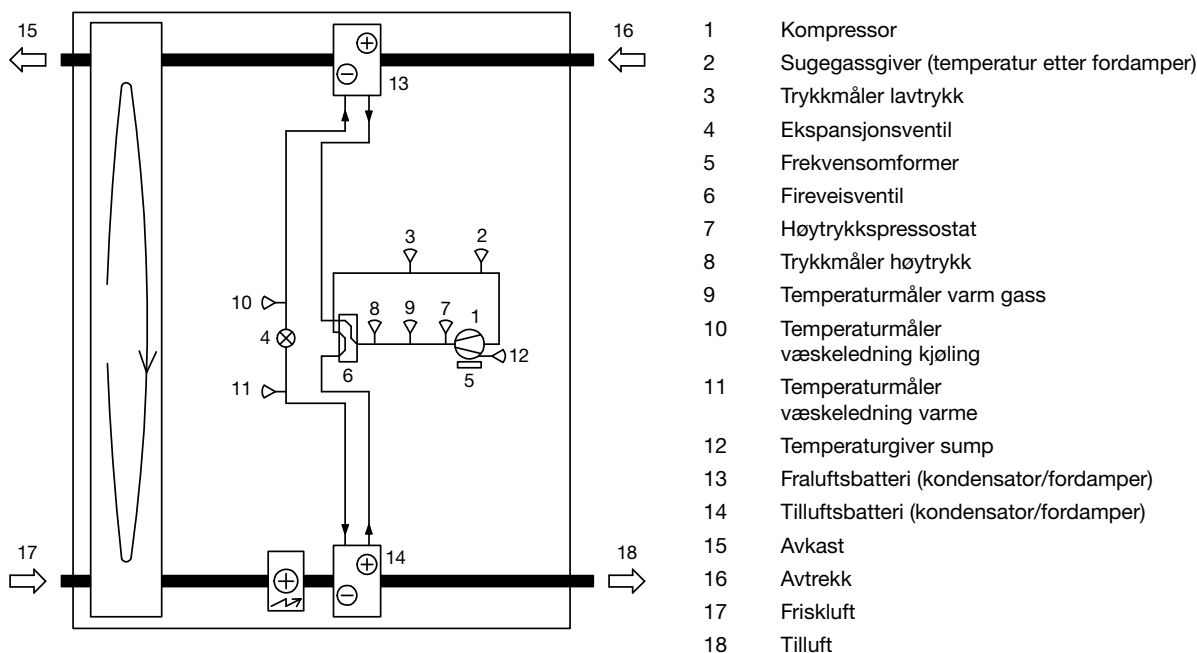 15
16
13
3
2
10
8
9
7
1
4
12
6
5
11
17
14
18
1 Kompressor
2 Sugegassgiver (temperatur etter fordamper)
3 Trykkmåler lavtrykk
4 Ekspansjonsventil
5 Frekvensomformer
6 Fireveisventil
7 Høytrykkspressostat
8 Trykkmåler høytrykk
9 Temperaturmåler varm gass
10 Temperaturmåler
væskeledning kjøling
11 Temperaturmåler
væskeledning varme
12 Temperaturgiver sump
13 Fraluftsbatteri (kondensator/fordamper)
14 Tilluftsbatteri (kondensator/fordamper)
15 Avkast
16 Avtrekk
17 Friskluft
18 Tilluft